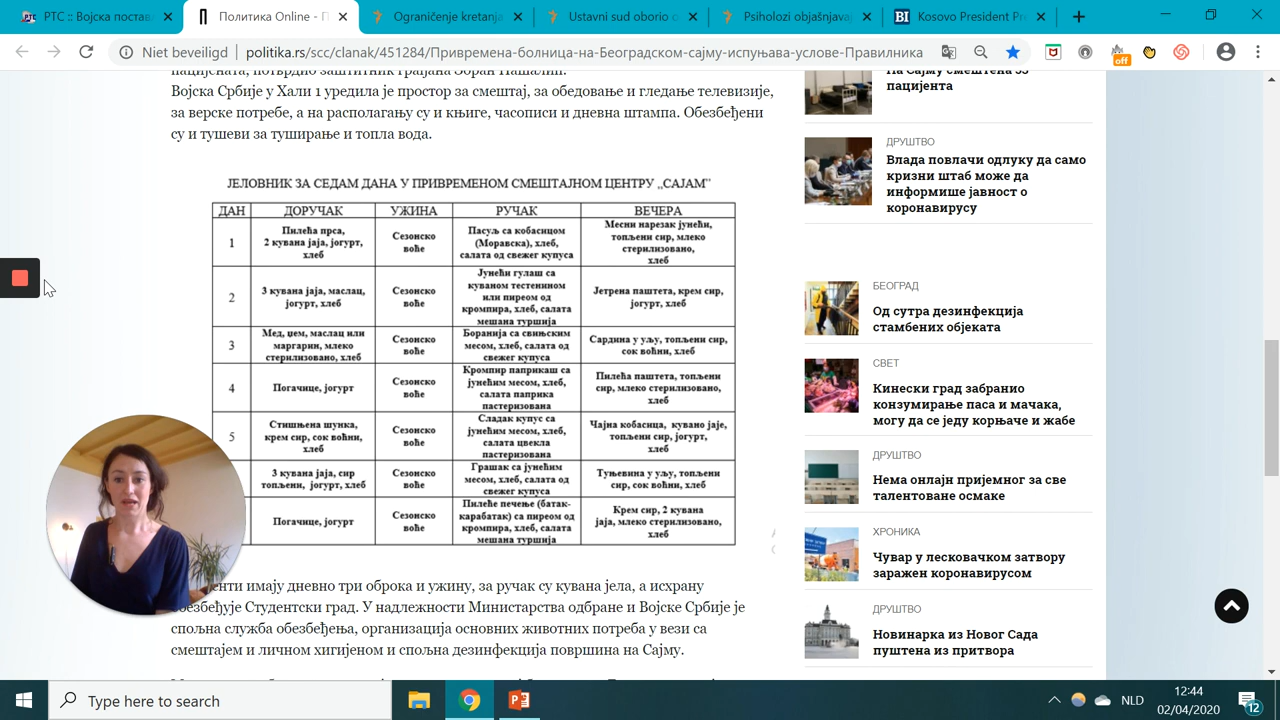 РТС :: Војска постав
Политика Online - П
Ograničenje kretanja
Ustavni sud oborio o
Psiholozi objašnjavaj
Kosovo President Pre
Niet beveiligd
politika.rs/scc/clanak/451284/Привремена-болница-на-Београдском-сајму-испуњава-услове-Правилника
off
пацијената, потврдио заштитник грађана Зоран Пашалић.
Војска Србије у Хали 1 уредила је простор за смештај, за обедовање и гледање телевизије,
за верске потребе, а на располагању су и књиге, часописи и дневна штампа. Обезбеђени
су и тушеви за туширање и топла вода.
ЈЕЛОВНИК ЗА СЕДАМ ДАНА У ПРИВРЕМЕНОМ СМЕШТАЈНОМ ЦЕНТРУ „САЈАМ”
ДАН ДОРУЧАК УЖИНА РУЧАК ВЕЧЕРА
1
Пилећа прса,
2 кувана јаја, јогурт,
хлеб
Сезонско
воће
Пасуљ са кобасицом
(Моравска), хлеб,
салата од свежег купуса
Месни нарезак јунећи,
топљени сир, млеко
стерилизовано,
хлеб
2
3 кувана јаја, маслац,
јогурт, хлеб
Сезонско
воће
Јунећи гулаш са
куваном тестенином
или пиреом од
кромпира, хлеб, салата
мешана туршија
Јетрена паштета, крем сир,
јогурт, хлеб
3
Мед, џем, маслац или
маргарин, млеко
стерилизовано, хлеб
Сезонско
воће
Боранија са свињским
месом, хлеб, салата од
свежег купуса
Сардина у уљу, топљени сир,
сок воћни, хлеб
4
Погачице, јогурт
Сезонско
воће
Кромпир паприкаш са
јунећим месом, хлеб,
салата паприка
пастеризована
Пилећа паштета, топљени
сир, млеко стерилизовано,
хлеб
5
Стишњена шунка,
крем сир, сок воћни,
хлеб
Сезонско
воће
Сладак купус са
јунећим месом, хлеб,
салата цвекла
пастеризована
Чајна кобасица, кувано јаје,
топљени сир, јогурт,
хлеб
3 кувана јаја, сир
топљени, јогурт, хлеб
Сезонско
воће
Грашак са јунећим
месом, хлеб, салата од
свежег купуса
Туњевина у уљу, топљени
сир, сок воћни, хлеб
Погачице, јогурт
Сезонско
воће
Пилеће печење (батак-
карабатак) са пиреом од
кромпира, хлеб, салата
мешана туршија
Крем сир, 2 кувана
јаја, млеко стерилизовано,
хлеб
енти имају дневно три оброка и ужину, за ручак су кувана јела, а исхрану
обезбеђује Студентски град. У надлежности Министарства одбране и Војске Србије је
спољна служба обезбеђења, организација основних животних потреба у вези са
смештајем и личном хигијеном и спољна дезинфекција површина на Сајму.
На Сајму смештена 53
пацијента
ДРУШТВО
Влада повлачи одлуку да само
кризни штаб може да
информише јавност о
коронавирусу
БЕОГРАД
Од сутра дезинфекција
стамбених објеката
СВЕТ
Кинески град забранио
конзумирање паса и мачака,
могу да се једу корњаче и жабе
ДРУШТВО
Нема онлајн пријемног за све
талентоване осмаке
ХРОНИКА
Чувар у лесковачком затвору
заражен коронавирусом
ДРУШТВО
Новинарка из Новог Сада
пуштена из притвора
Type here to search
NLD
12:44
02/04/2020
12